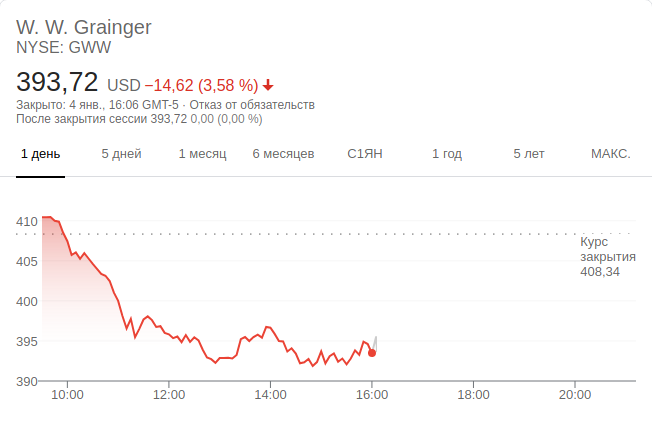 W. W. Grainger
NYSE: GWW
393,72 USD −14,62 (3,58 %)
Закрыто: 4 янв., 16:06 GMT-5 · Отказ от обязательств
После закрытия сессии 393,72 0,00 (0,00 %)
1 день 5 дней 1 месяц 6 месяцев С1ЯН 1 год 5 лет МАКС.
410
Курс
закрытия
408,34
405
400
395
390
10:00 12:00 14:00 16:00 18:00 20:00